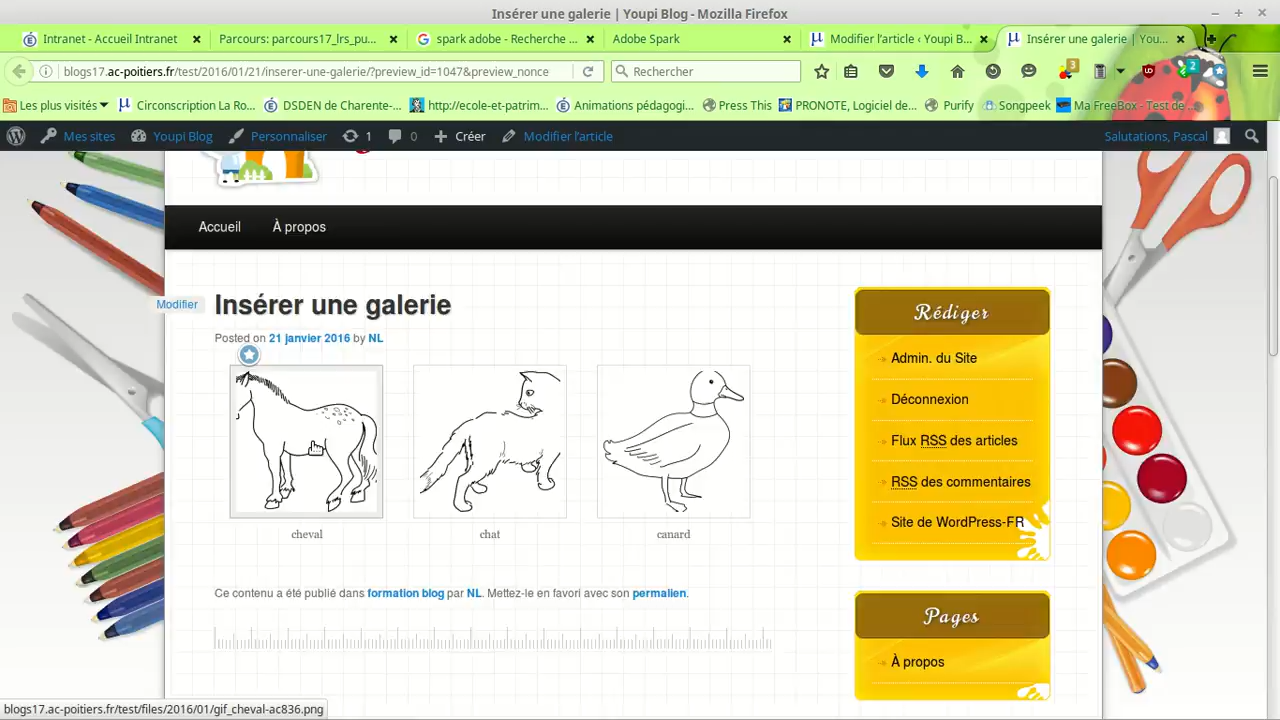 Insérer une galerie | Youpi Blog - Mozilla Firefox
Intranet - Accueil Intranet
Parcours: parcours17_lrs_pu...
spark adobe - Recherche ...
Adobe Spark
Modifier l'article ‹ Youpi B...
Insérer une galerie | You...
blogs17.ac-poitiers.fr/test/2016/01/21/inserer-une-galerie/?preview_id=1047&preview_nonce
Rechercher
3
2
Les plus visités
Circonscription La Ro...
DSDEN de Charente-...
http://ecole-et-patrim...
Animations pédagogi...
Press This
PRONOTE, Logiciel de...
Purify
Songpeek
Ma FreeBox - Test de ...
Mes sites
Youpi Blog
Personnaliser
1
0
Créer
Modifier l'article
Salutations, Pascal
Accueil
À propos
Modifier
Insérer une galerie
Posted on 21 janvier 2016 by NL
cheval
chat
canard
Ce contenu a été publié dans formation blog par NL. Mettez-le en favori avec son permalien.
Rédiger
Admin. du Site
Déconnexion
Flux RSS des articles
RSS des commentaires
Site de WordPress-FR
Pages
À propos
blogs17.ac-poitiers.fr/test/files/2016/01/gif_cheval-ac836.png